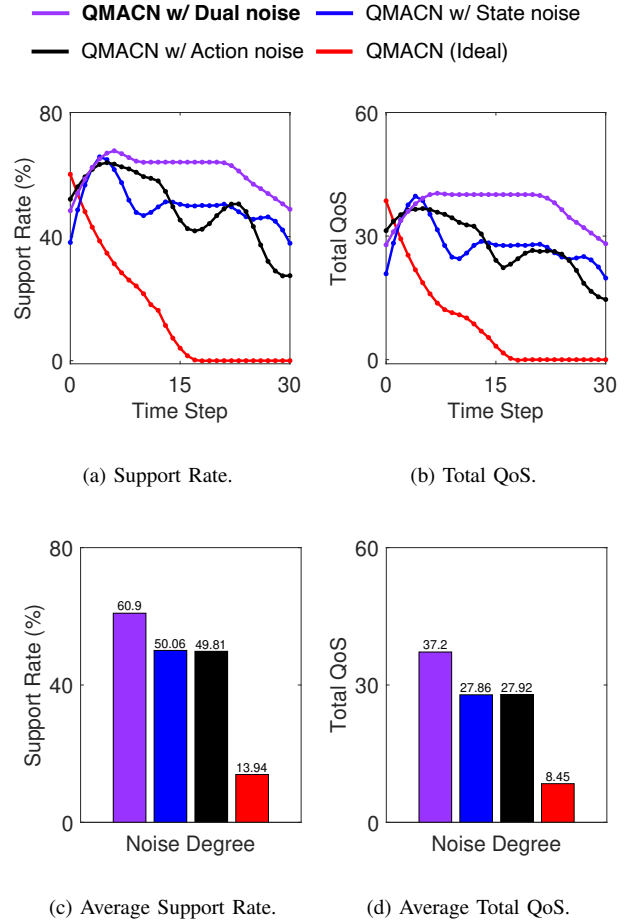 QMACN w/ Dual noise QMACN w/ State noise
QMACN w/ Action noise QMACN (Ideal)
80
40
0
Support Rate (%)
0 15 30
Time Step
60
30
0
Total QoS
0 15 30
Time Step
(a) Support Rate.
(b) Total QoS.
80
40
0
Support Rate (%)
60.9
50.06
49.81
13.94
Noise Degree
60
30
0
Total QoS
37.2
27.86
27.92
8.45
Noise Degree
(c) Average Support Rate.
(d) Average Total QoS.